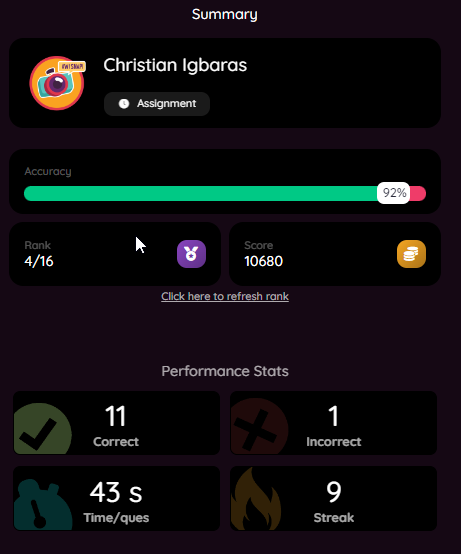 Summary
AW! SNAP!
Christian Igbaras
Assignment
Accuracy
92%
Rank
4/16
Score
10680
Click here to refresh rank
Performance Stats
11
Correct
1
Incorrect
43 s
Time/ques
9
Streak